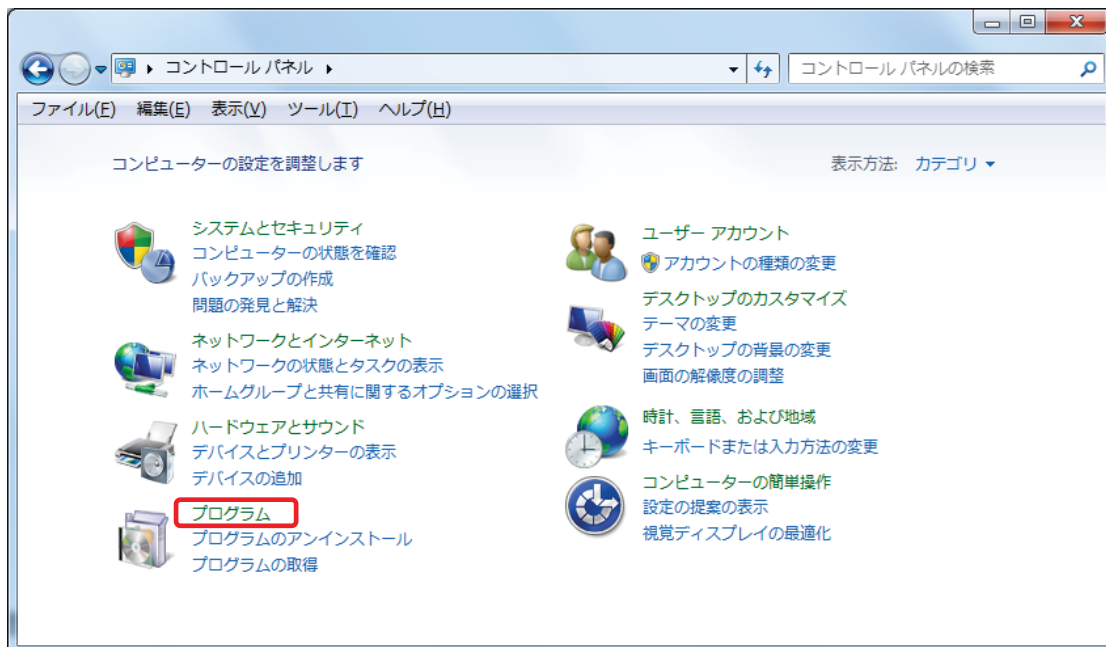 コントロール パネル
コントロール パネルの検索
ファイル(F) 編集(E) 表示(V) ツール(T) ヘルプ(H)
コンピューターの設定を調整します
表示方法: カテゴリ
システムとセキュリティ
コンピューターの状態を確認
バックアップの作成
問題の発見と解決
ネットワークとインターネット
ネットワークの状態とタスクの表示
ホームグループと共有に関するオプションの選択
ハードウェアとサウンド
デバイスとプリンターの表示
デバイスの追加
プログラム
プログラムのアンインストール
プログラムの取得
ユーザー アカウント
アカウントの種類の変更
デスクトップのカスタマイズ
テーマの変更
デスクトップの背景の変更
画面の解像度の調整
時計、言語、および地域
キーボードまたは入力方法の変更
コンピューターの簡単操作
設定の提案の表示
視覚ディスプレイの最適化